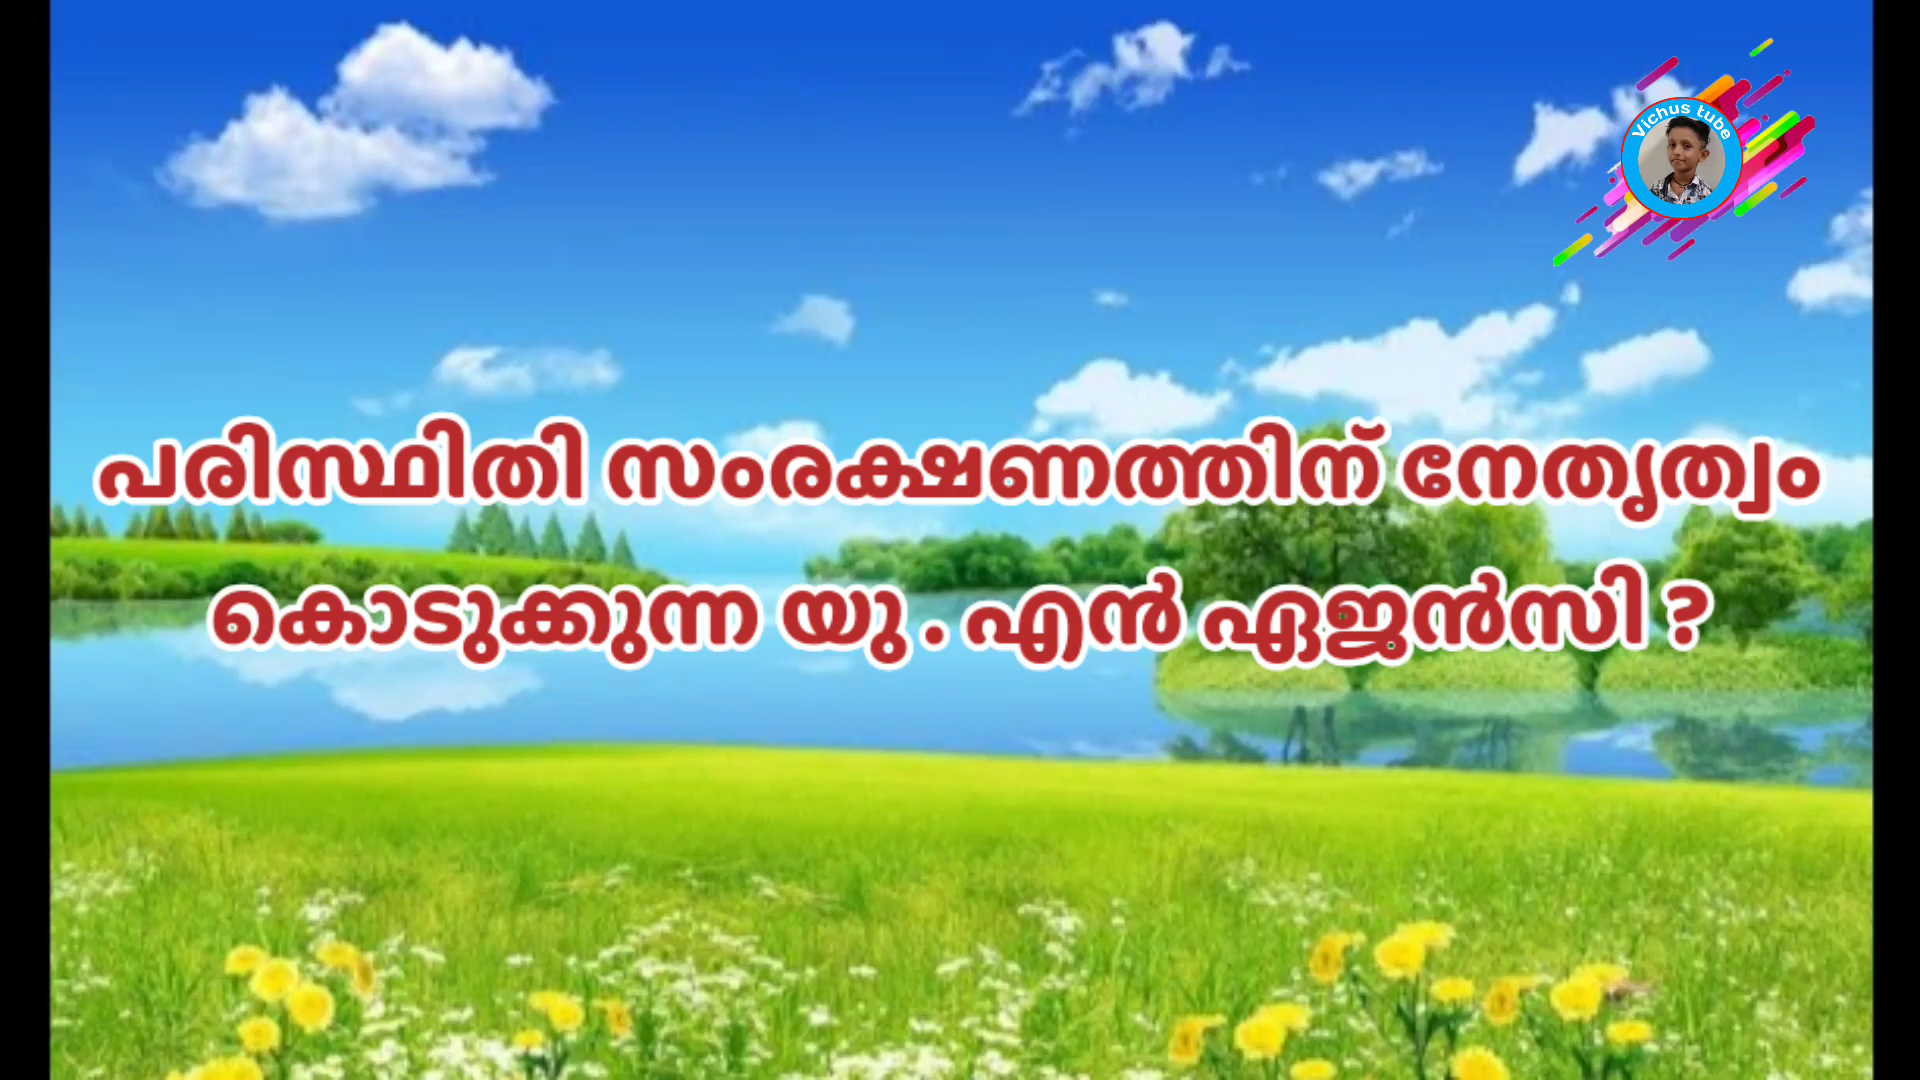 Vichus tube
പരിസ്ഥിതി സംരക്ഷണത്തിന് നേതൃത്വം
കൊടുക്കുന്ന യു . എൻ ഏജൻസി ?